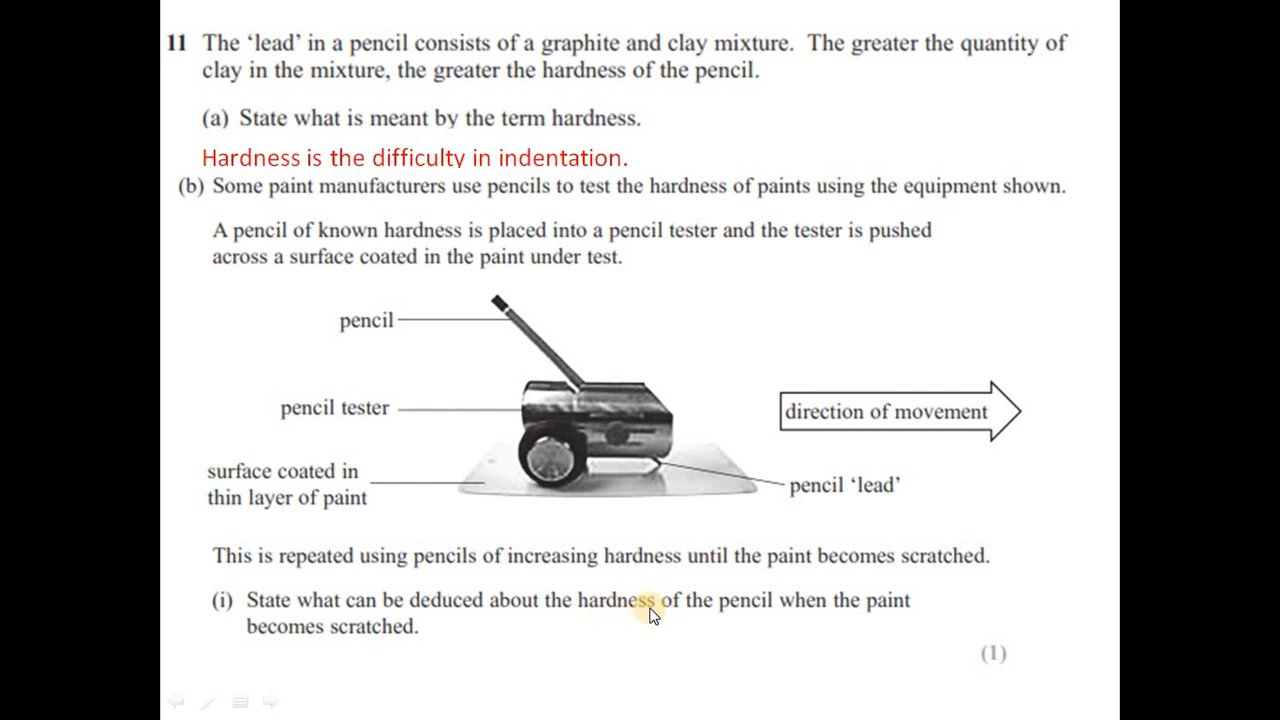 11 The ‘lead’ in a pencil consists of a graphite and clay mixture. The greater the quantity of
clay in the mixture, the greater the hardness of the pencil.
(a) State what is meant by the term hardness.
Hardness is the difficulty in indentation.
(b) Some paint manufacturers use pencils to test the hardness of paints using the equipment shown.
A pencil of known hardness is placed into a pencil tester and the tester is pushed
across a surface coated in the paint under test.
pencil
pencil tester
direction of movement
surface coated in
thin layer of paint
pencil ‘lead’
This is repeated using pencils of increasing hardness until the paint becomes scratched.
(i) State what can be deduced about the hardness of the pencil when the paint
becomes scratched.
(1)